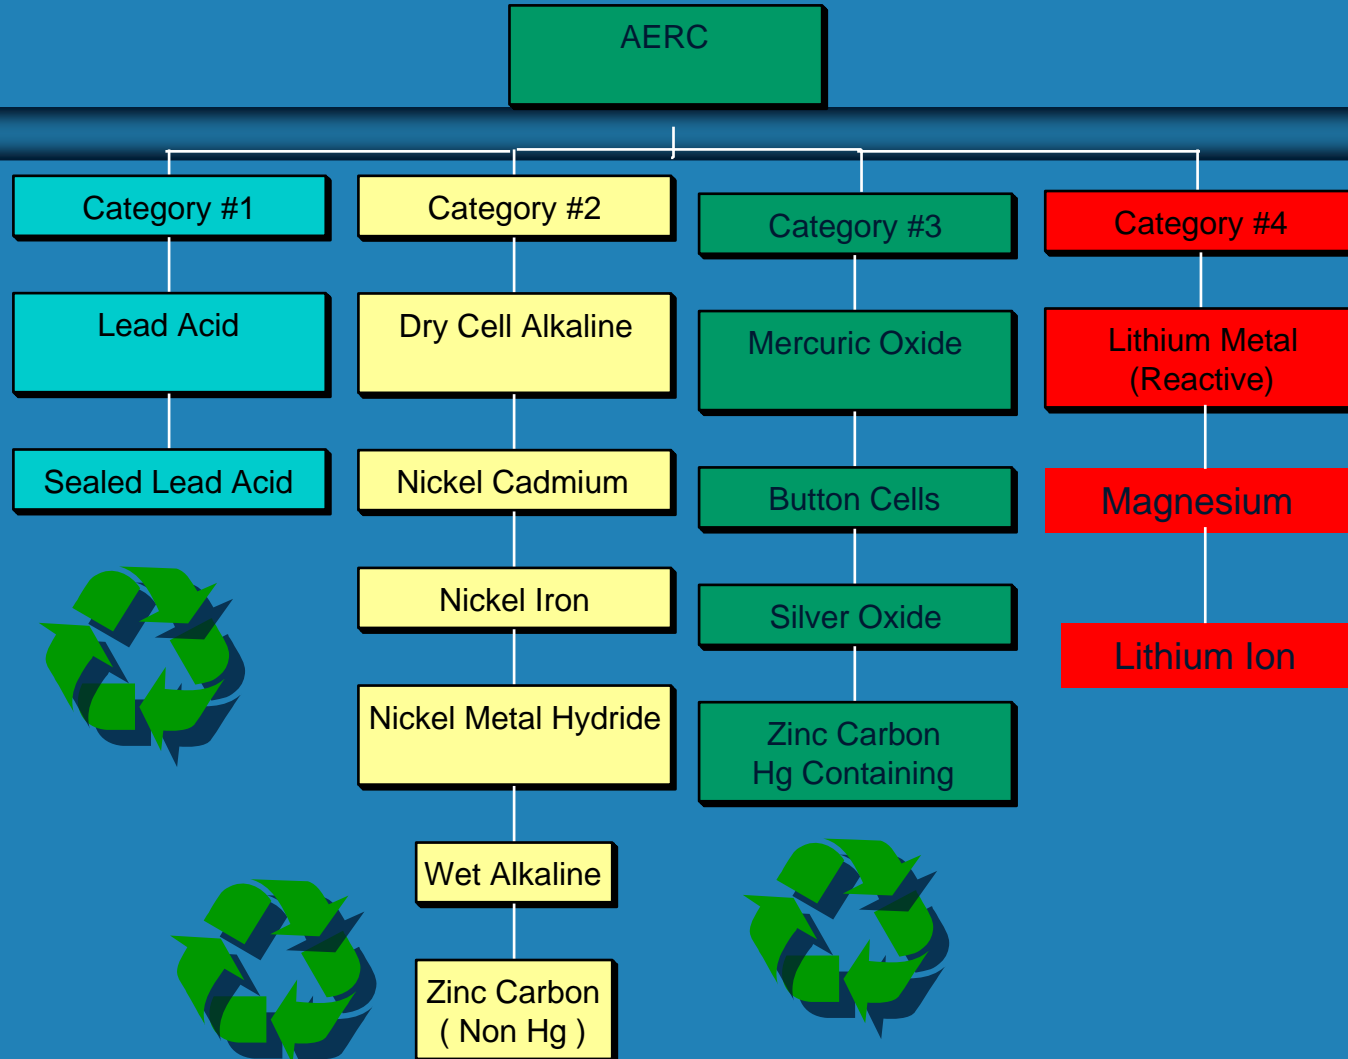 AERC
Category #1
Lead Acid
Sealed Lead Acid
Category #2
Dry Cell Alkaline
Nickel Cadmium
Nickel Iron
Nickel Metal Hydride
Wet Alkaline
Zinc Carbon
( Non Hg )
Category #3
Mercuric Oxide
Button Cells
Silver Oxide
Zinc Carbon
Hg Containing
Category #4
Lithium Metal
(Reactive)
Magnesium
Lithium Ion